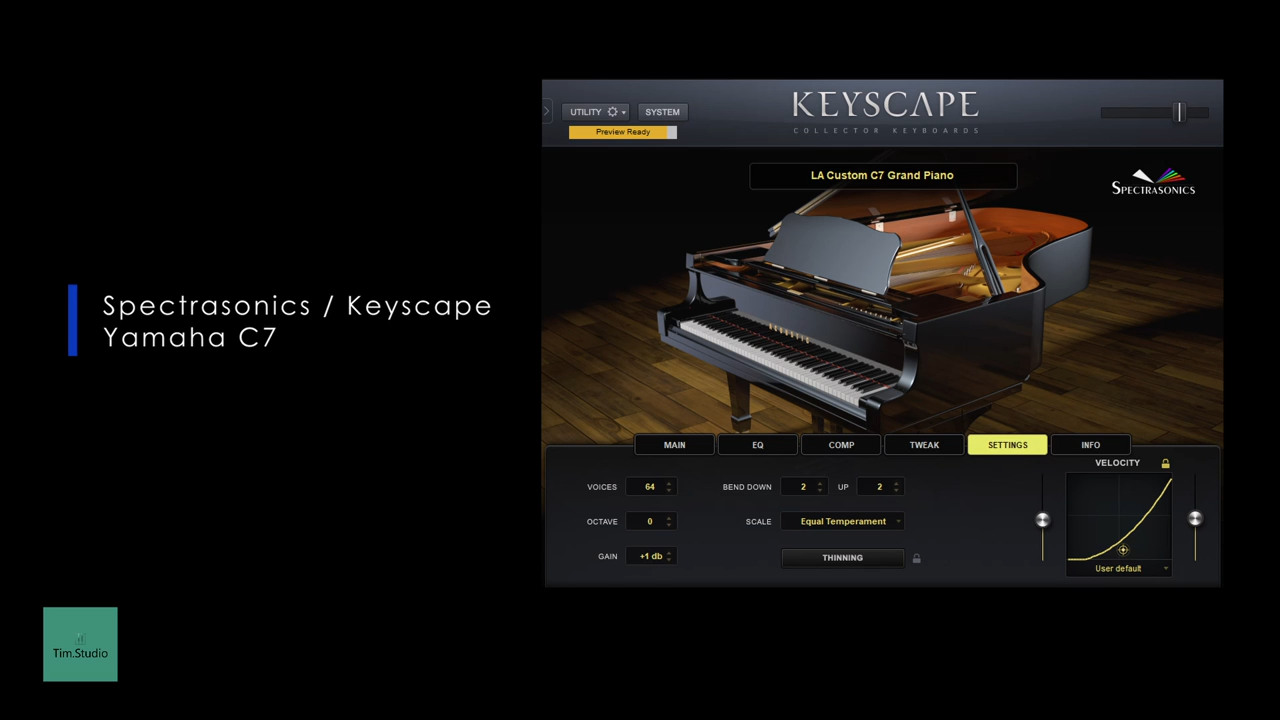 Spectrasonics / Keyscape
Yamaha C7
UTILITY
SYSTEM
Preview Ready
KEYSCAPE
COLLECTOR KEYBOARDS
LA Custom C7 Grand Piano
SPECTRASONICS
MAIN
EQ
COMP
TWEAK
SETTINGS
INFO
VOICES 64
OCTAVE 0
GAIN +1 db
BEND DOWN 2 UP 2
SCALE Equal Temperament
THINNING
VELOCITY
User default
Tim.Studio